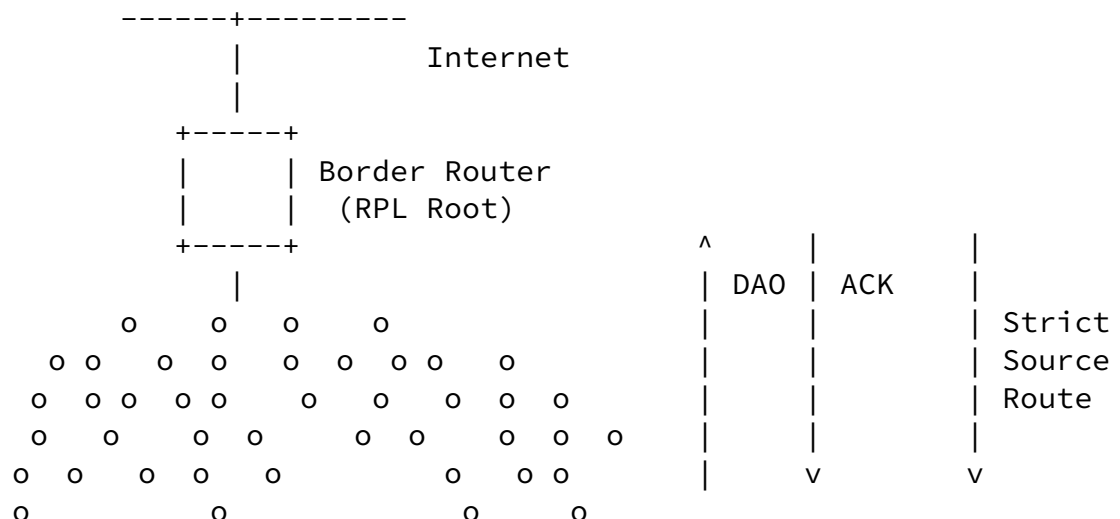 ------+---------
|          Internet
|
+-----+
|     | Border Router
|     |  (RPL Root)
+-----+                      ^     |        |
|                            | DAO | ACK    |
o    o   o    o              |     |        | Strict
o o   o  o   o  o  o o   o   |     |        | Source
o  o o  o o    o   o   o  o  o   |     |        | Route
o   o    o  o     o  o    o  o  o   |     |        |
o  o   o  o   o         o   o o   |     v        v
o          o             o     o